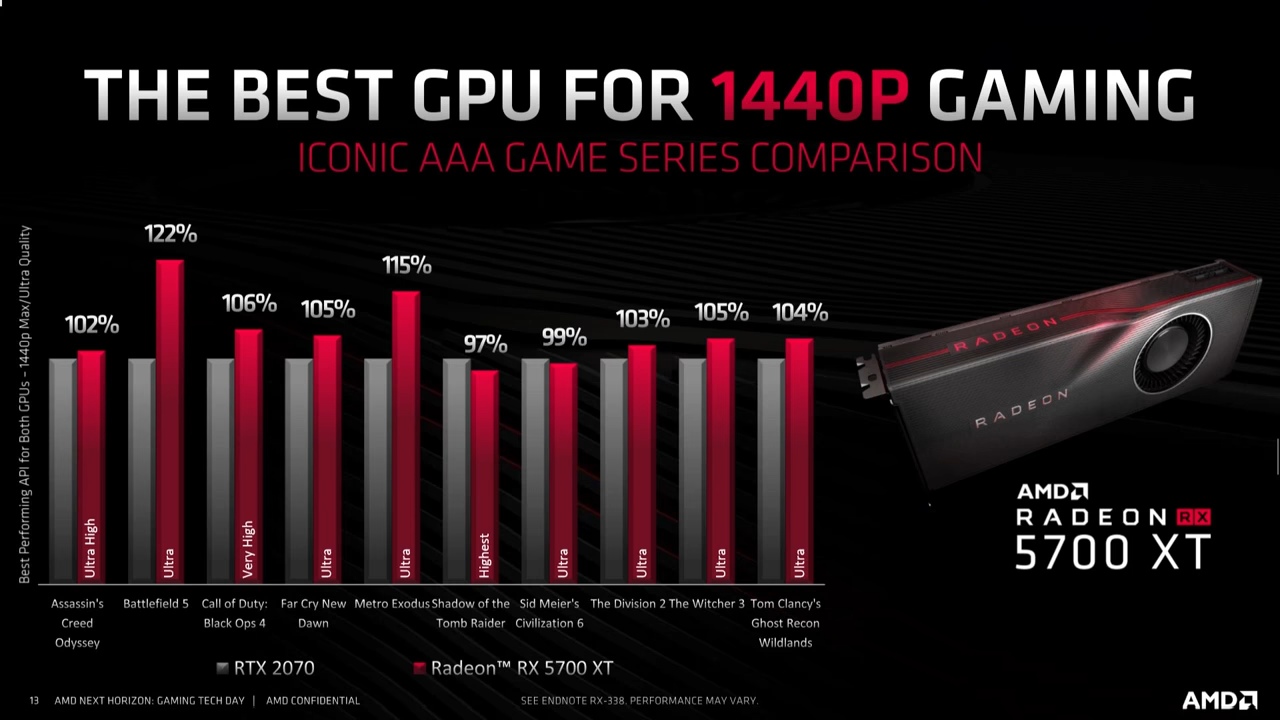 THE BEST GPU FOR 1440P GAMING
ICONIC AAA GAME SERIES COMPARISON
Best Performing API for Both GPUs – 1440p Max/Ultra Quality
102%
122%
106%
105%
115%
97%
99%
103%
105%
104%
Ultra High
Ultra
Very High
Ultra
Ultra
Highest
Ultra
Ultra
Ultra
Ultra
Assassin's
Creed
Odyssey
Battlefield 5
Call of Duty:
Black Ops 4
Far Cry New
Dawn
Metro Exodus
Shadow of the
Tomb Raider
Sid Meier's
Civilization 6
The Division 2
The Witcher 3
Tom Clancy's
Ghost Recon
Wildlands
RTX 2070
Radeon™ RX 5700 XT
RADEON
RADEON
AMD
RADEON RX
5700 XT
13 AMD NEXT HORIZON: GAMING TECH DAY | AMD CONFIDENTIAL
SEE ENDNOTE RX-338. PERFORMANCE MAY VARY.
AMD